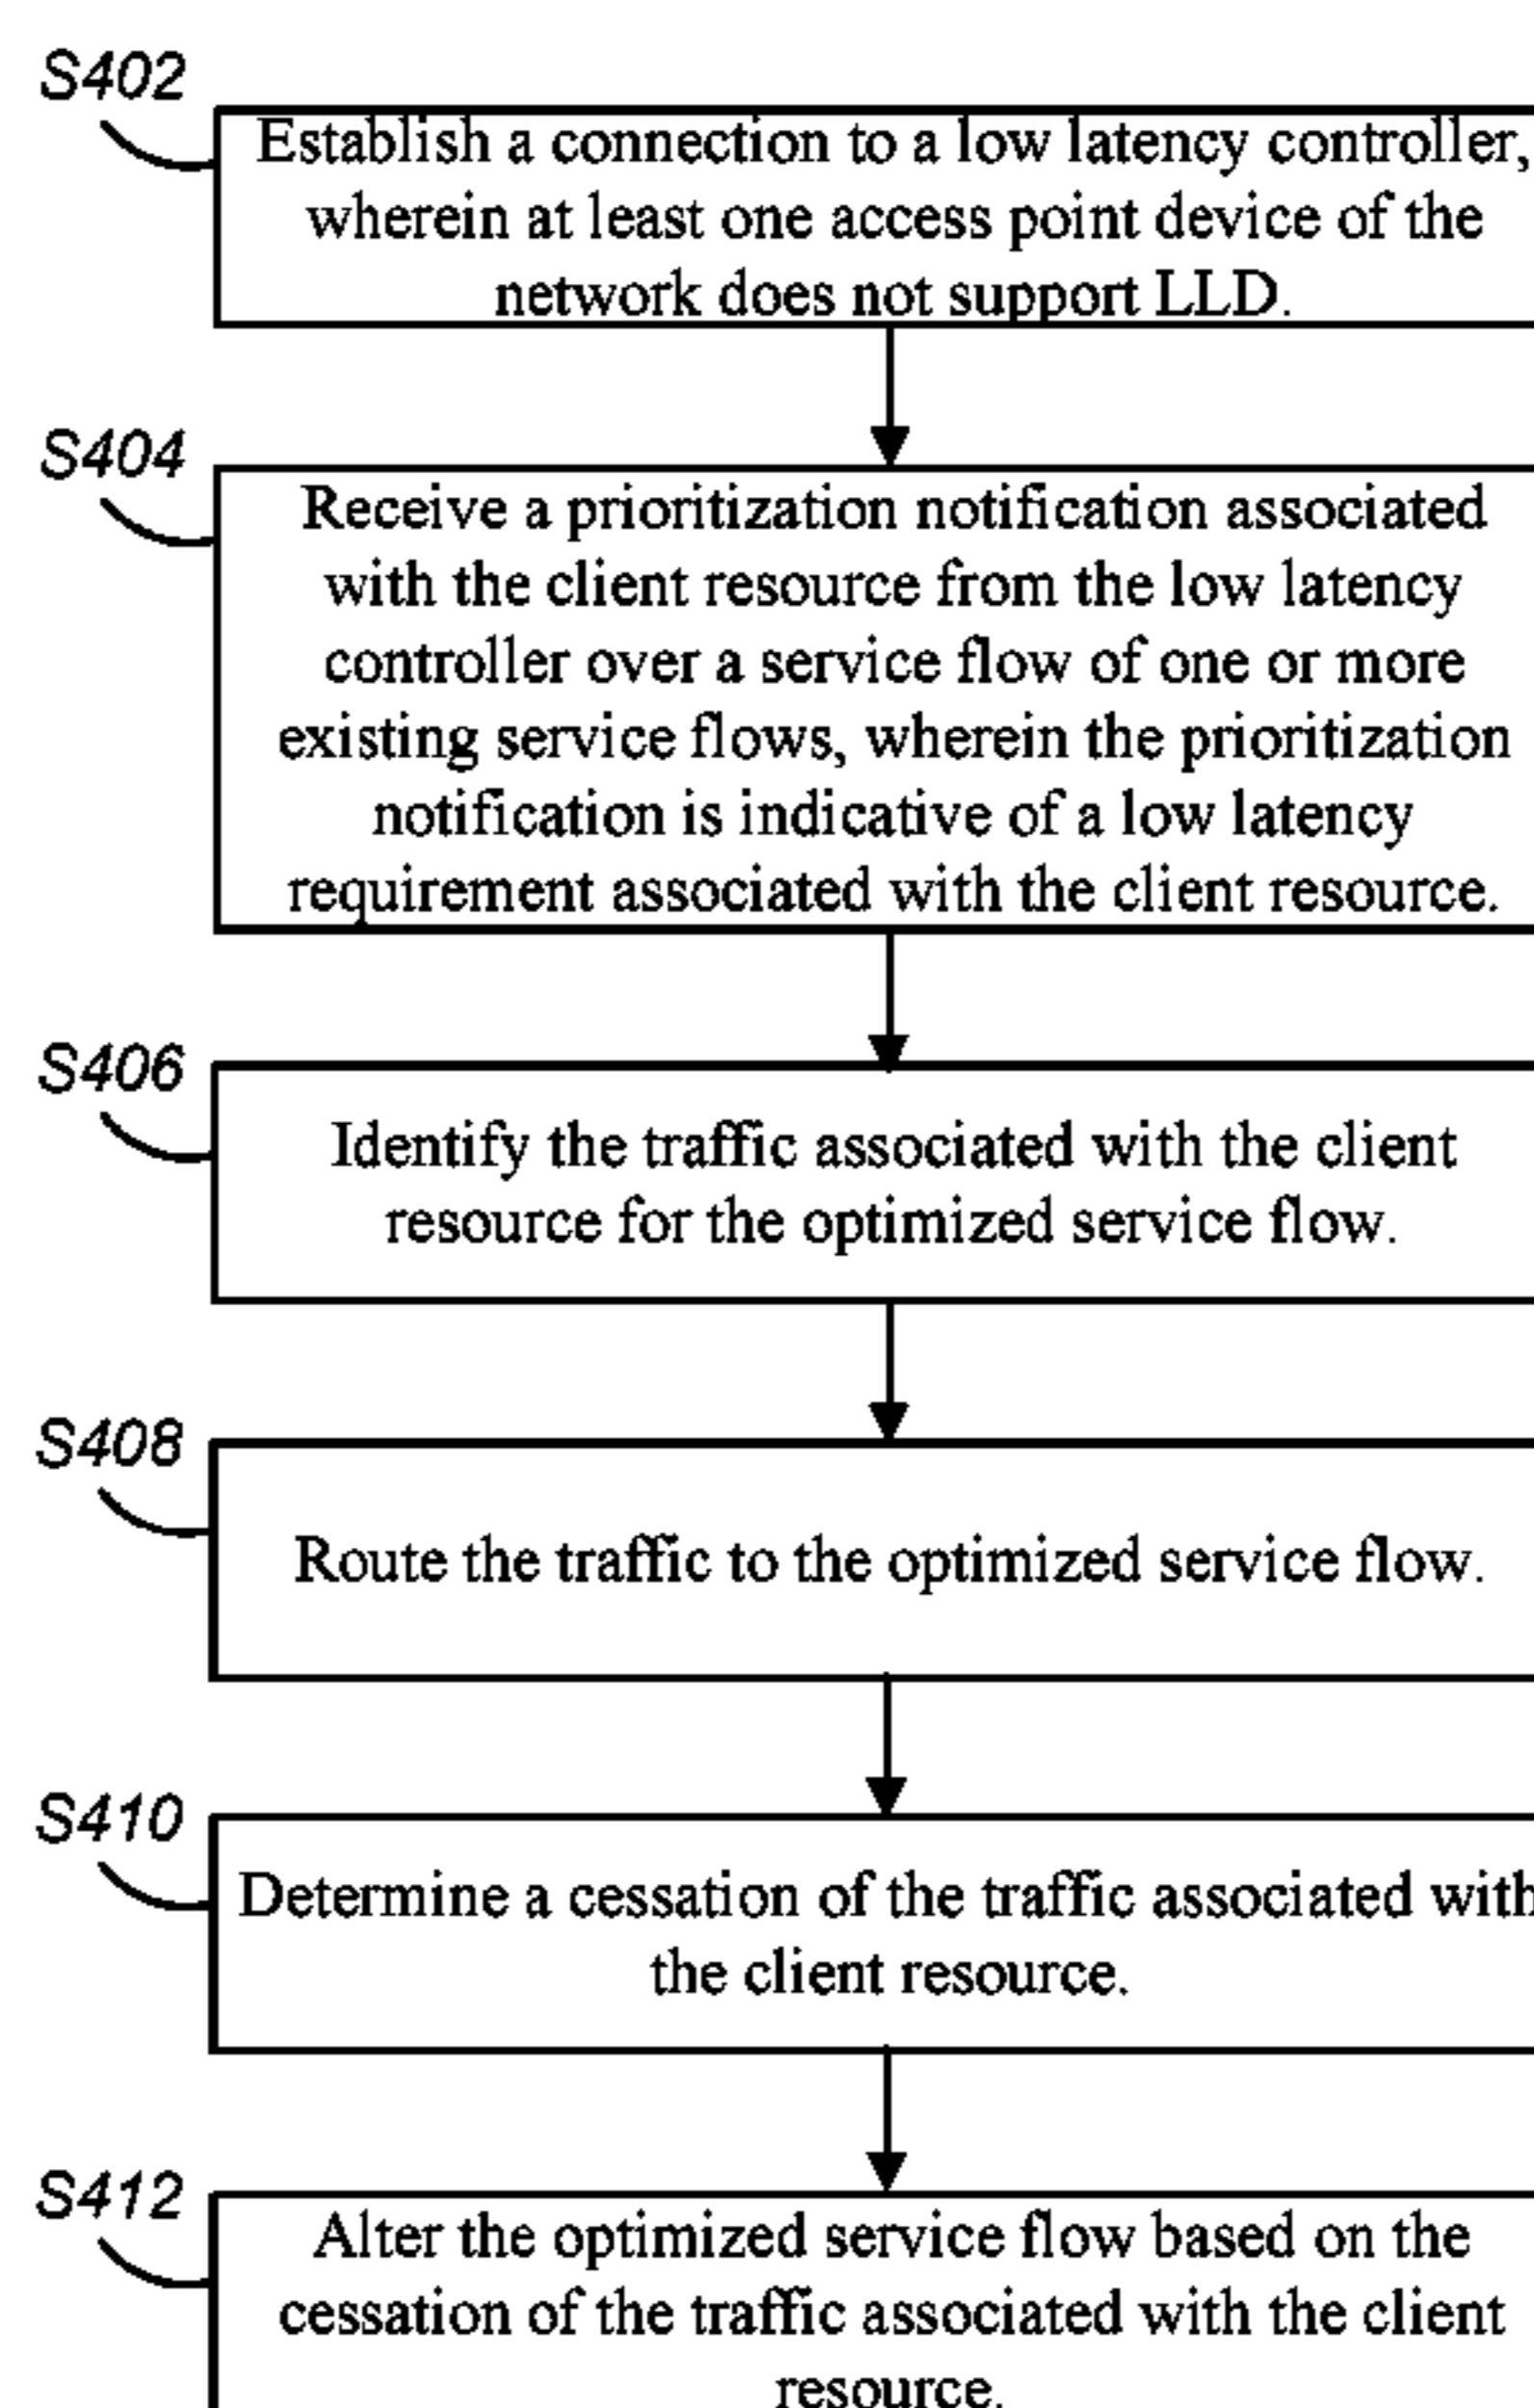 S402
Establish a connection to a low latency controller,
wherein at least one access point device of the
network does not support LLD.
S404
Receive a prioritization notification associated
with the client resource from the low latency
controller over a service flow of one or more
existing service flows, wherein the prioritization
notification is indicative of a low latency
requirement associated with the client resource.
S406
Identify the traffic associated with the client
resource for the optimized service flow.
S408
Route the traffic to the optimized service flow.
S410
Determine a cessation of the traffic associated with
the client resource.
S412
Alter the optimized service flow based on the
cessation of the traffic associated with the client
resource.